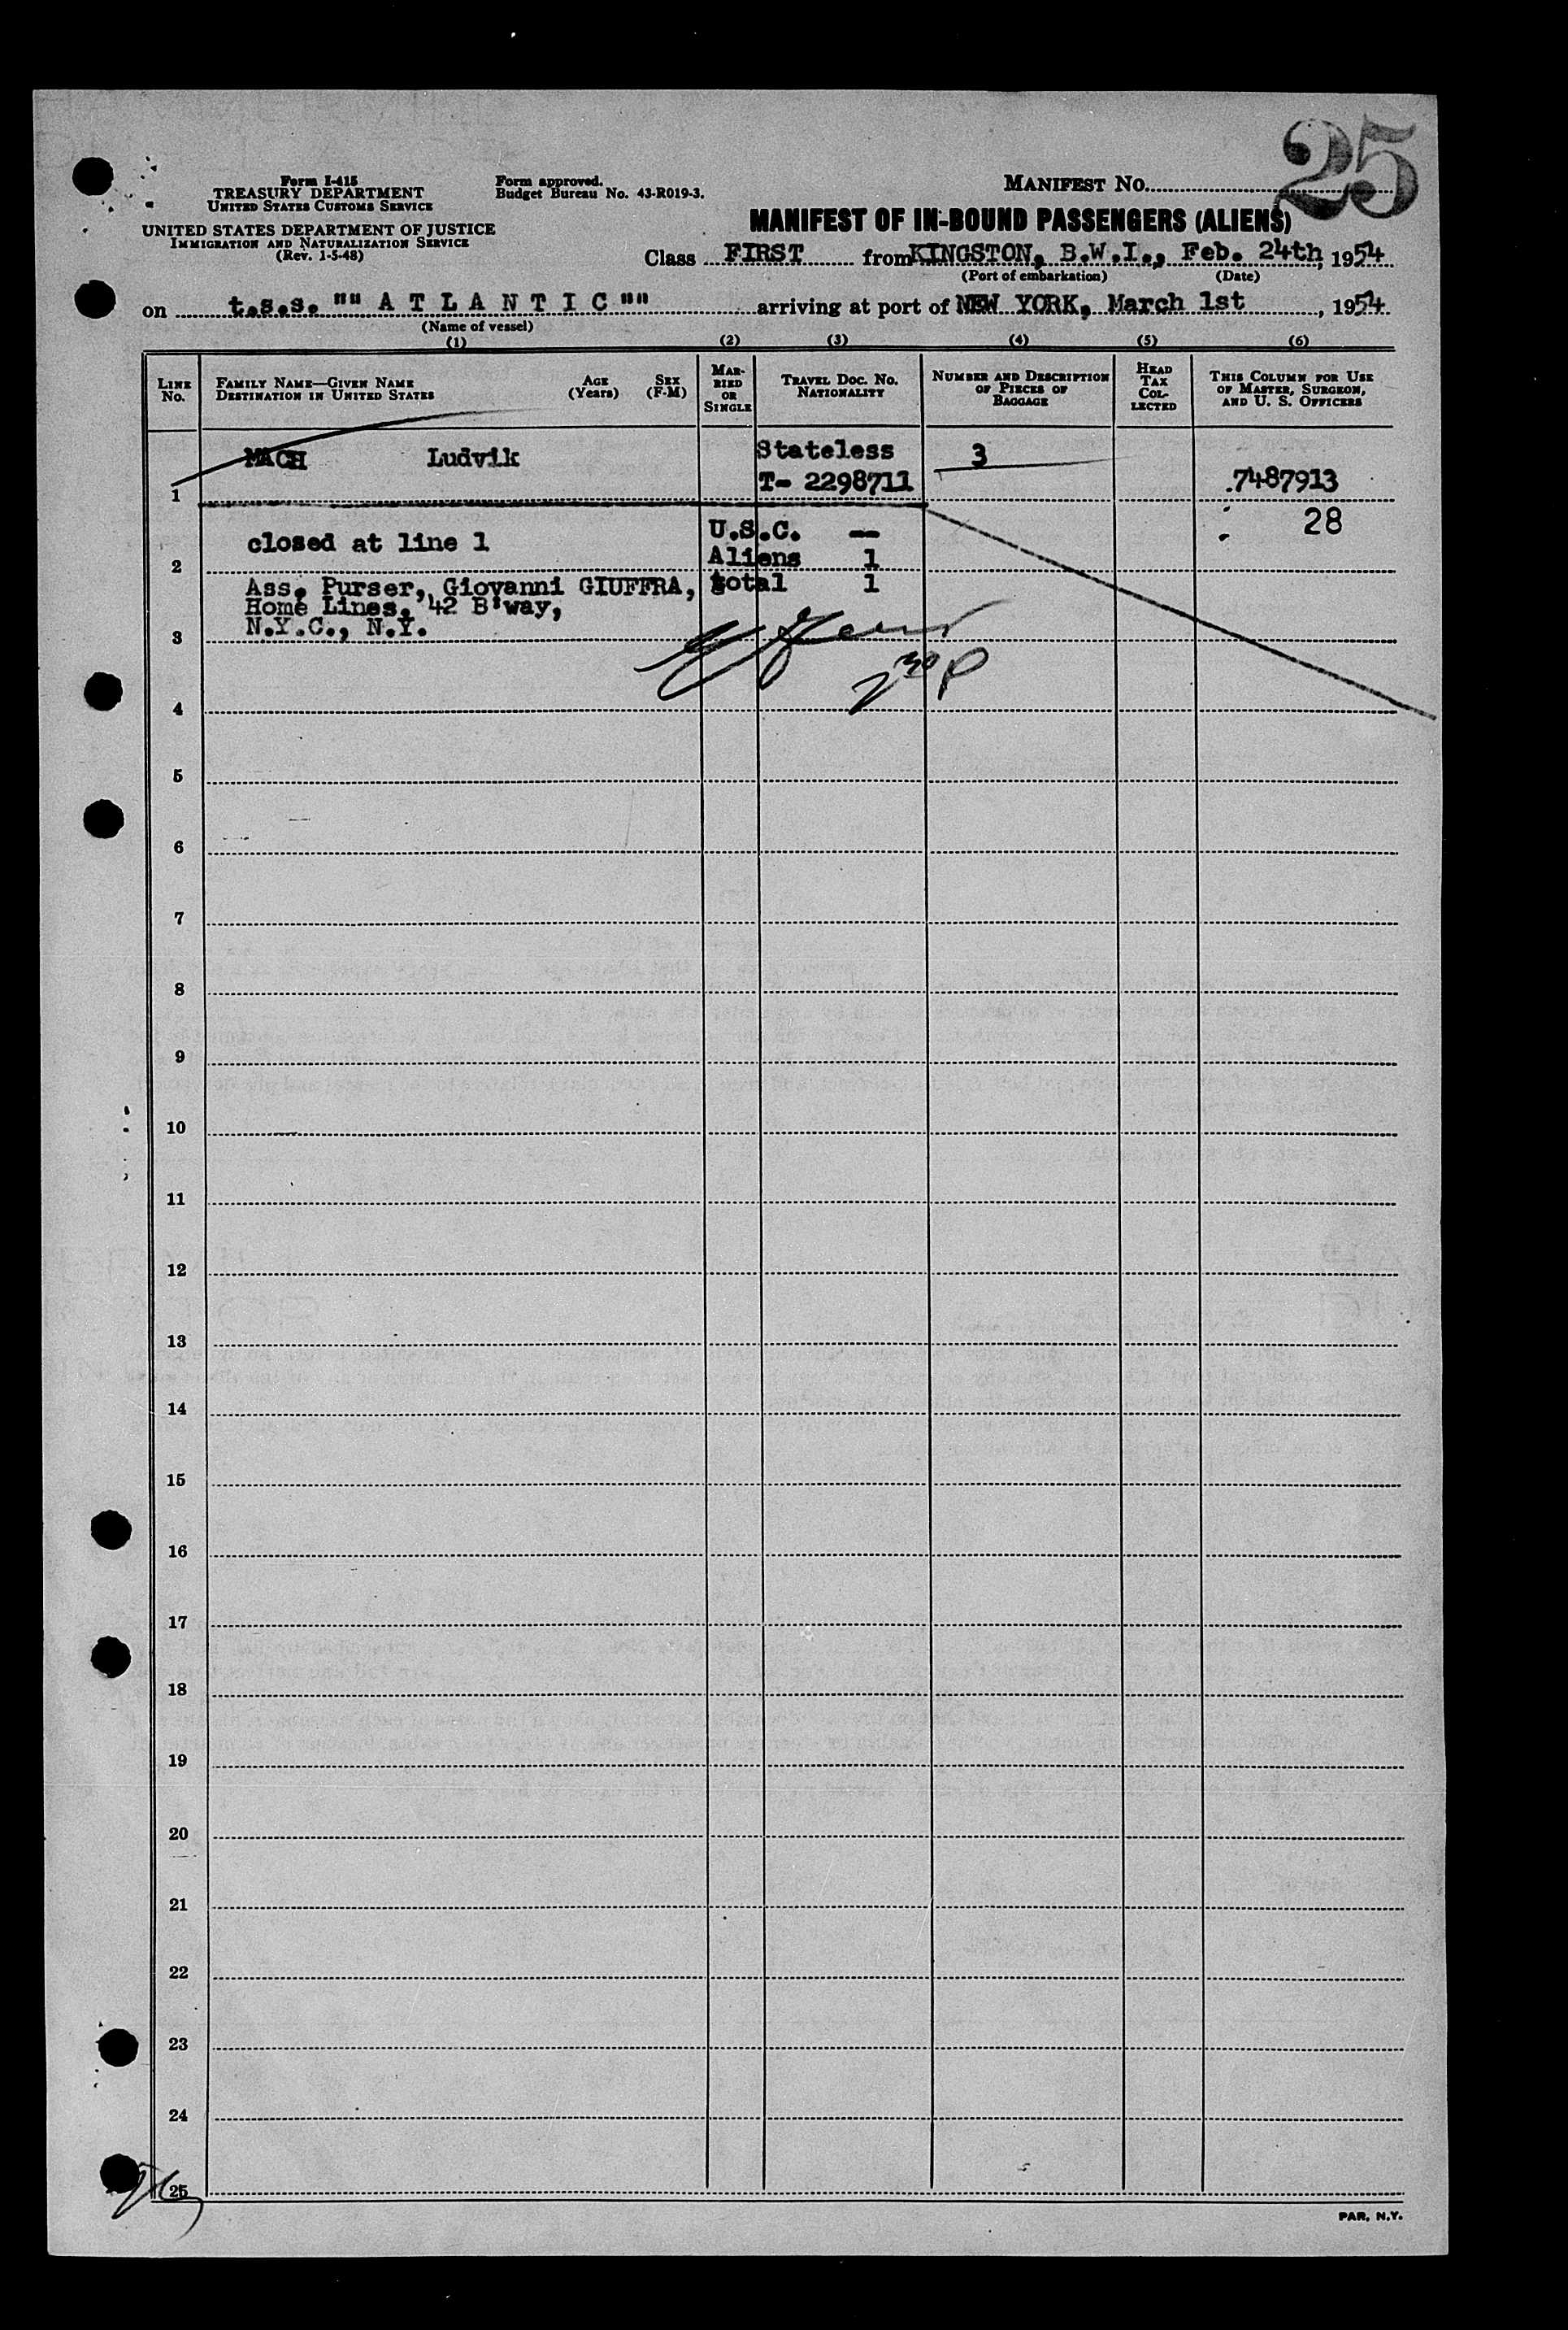 25
Form I-415
TREASURY DEPARTMENT
UNITED STATES CUSTOMS SERVICE
UNITED STATES DEPARTMENT OF JUSTICE
IMMIGRATION AND NATURALIZATION SERVICE
(Rev. 1-5-48)
Form approved.
Budget Bureau No. 43-R019-3.
MANIFEST NO.
MANIFEST OF IN-BOUND PASSENGERS (ALIENS)
Class FIRST from KINGSTON, B.W.I., Feb. 24th, 1954
(Port of embarkation) (Date)
on t.s.s. "" A T L A N T I C "" arriving at port of NEW YORK, March 1st, 1954
(Name of vessel)
(1) (2) (3) (4) (5) (6)
LINE NO.
FAMILY NAME—GIVEN NAME
DESTINATION IN UNITED STATES
AGE (Years)
SEX (F-M)
MARRIED OR SINGLE
TRAVEL DOC. NO.
NATIONALITY
NUMBER AND DESCRIPTION
OF PIECES OF
BAGGAGE
HEAD
TAX
COL-
LECTED
THIS COLUMN FOR USE
OF MASTER, SURGEON,
AND U. S. OFFICERS
MACH Ludvik Stateless 3
1 T- 2298711 7487913
28
closed at line 1 U.S.C. —
2 Aliens 1
Ass. Purser, Giovanni GIUFFRA, total 1
Home Lines, 42 B'way,
3 N.Y.C., N.Y.
2 30 P
4
5
6
7
8
9
10
11
12
13
14
15
16
17
18
19
20
21
22
23
24
25
PAR, N.Y.